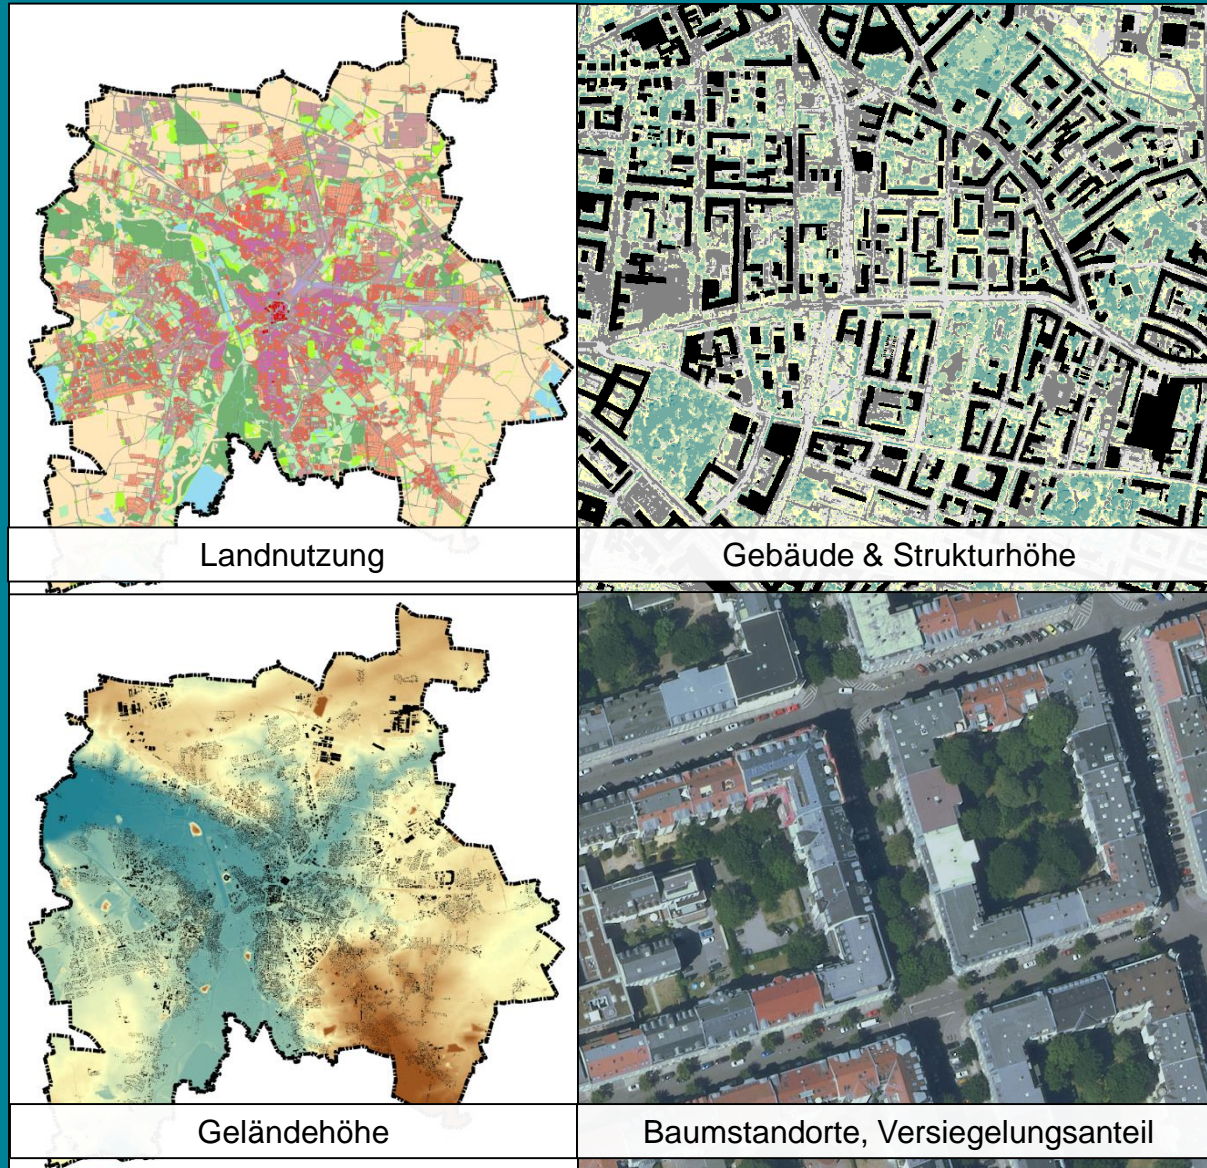 Landnutzung
Gebäude & Strukturhöhe
Geländehöhe
Baumstandorte, Versiegelungsanteil